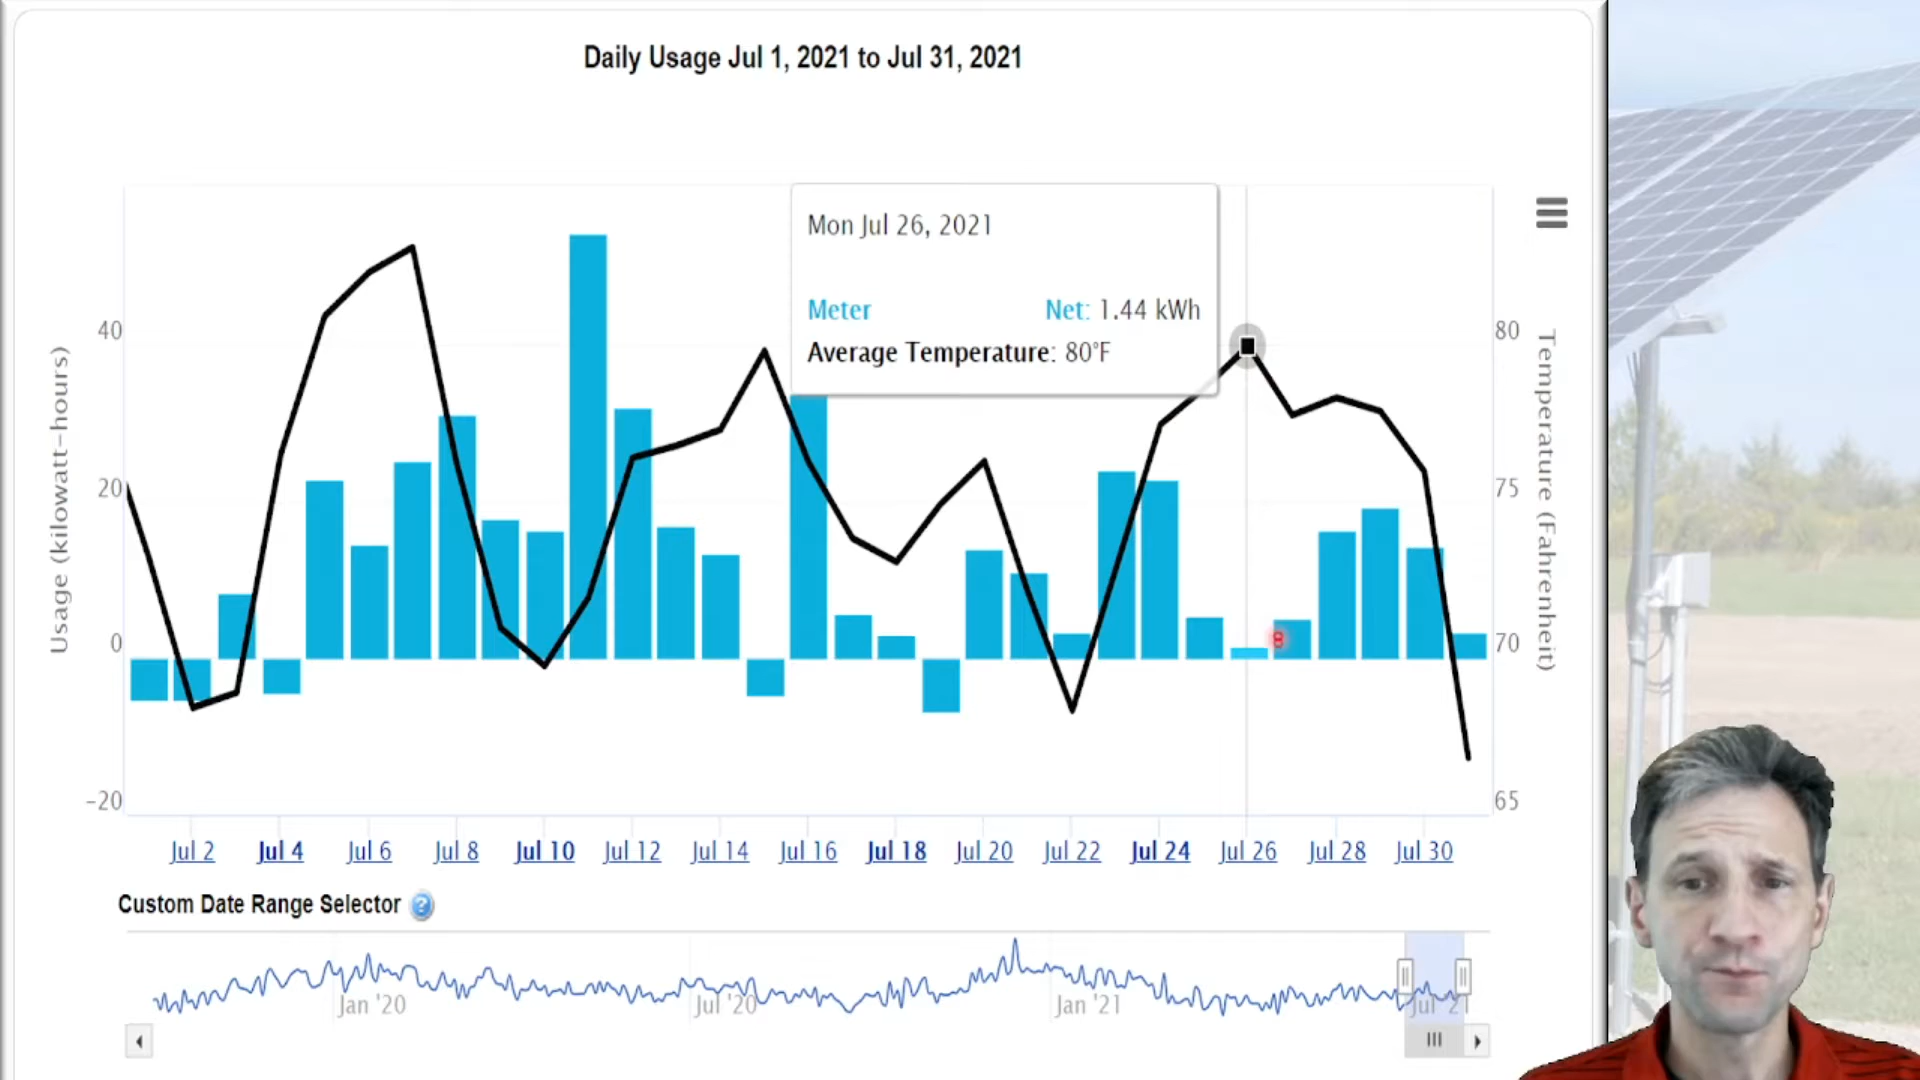 Daily Usage Jul 1, 2021 to Jul 31, 2021
Mon Jul 26, 2021
Meter Net: 1.44 kWh
Average Temperature: 80°F
Usage (kilowatt-hours)
40
20
0
-20
80
75
70
65
Temperature (Fahrenheit)
Jul 2 Jul 4 Jul 6 Jul 8 Jul 10 Jul 12 Jul 14 Jul 16 Jul 18 Jul 20 Jul 22 Jul 24 Jul 26 Jul 28 Jul 30
Custom Date Range Selector ?
Jan '20 Jul '20 Jan '21 Jul '21